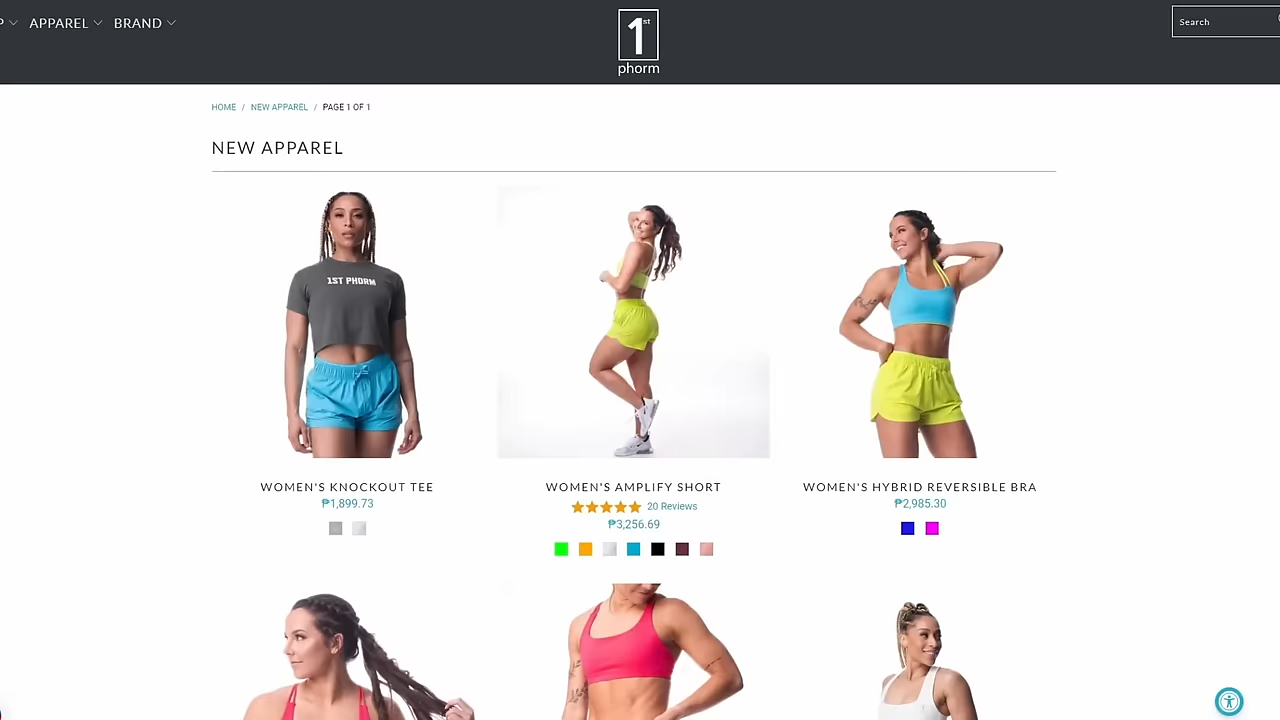 P
APPAREL
BRAND
1st
phorm
Search
HOME / NEW APPAREL / PAGE 1 OF 1
NEW APPAREL
1ST PHORM
WOMEN'S KNOCKOUT TEE
₱1,899.73
WOMEN'S AMPLIFY SHORT
20 Reviews
₱3,256.69
WOMEN'S HYBRID REVERSIBLE BRA
₱2,985.30